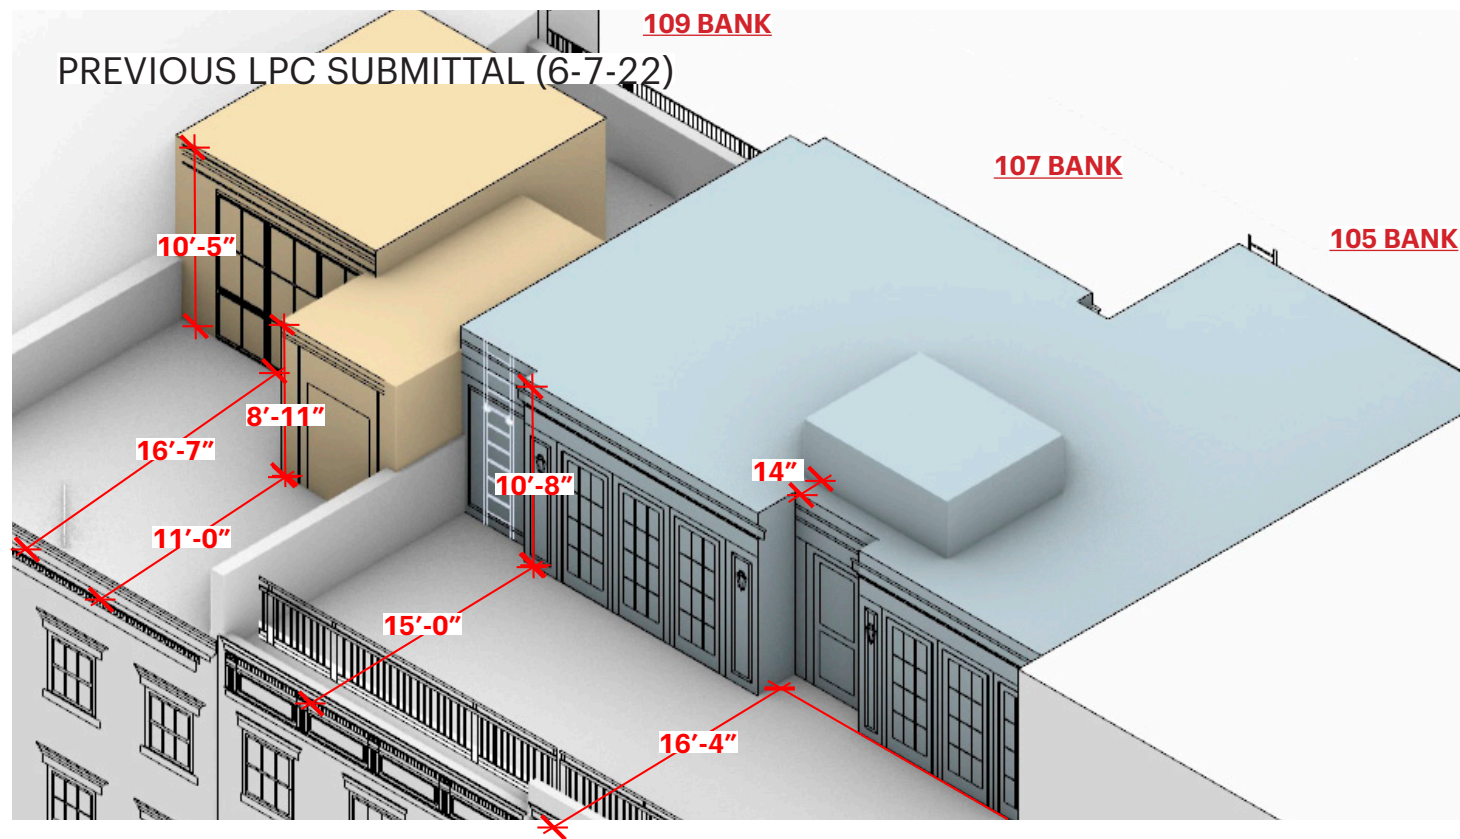 109 BANK
PREVIOUS LPC SUBMITTAL (6-7-22)
107 BANK
105 BANK
10’-5”
8’-11”
16’-7”
14”
10’-8”
11’-0”
15’-0”
16’-4”